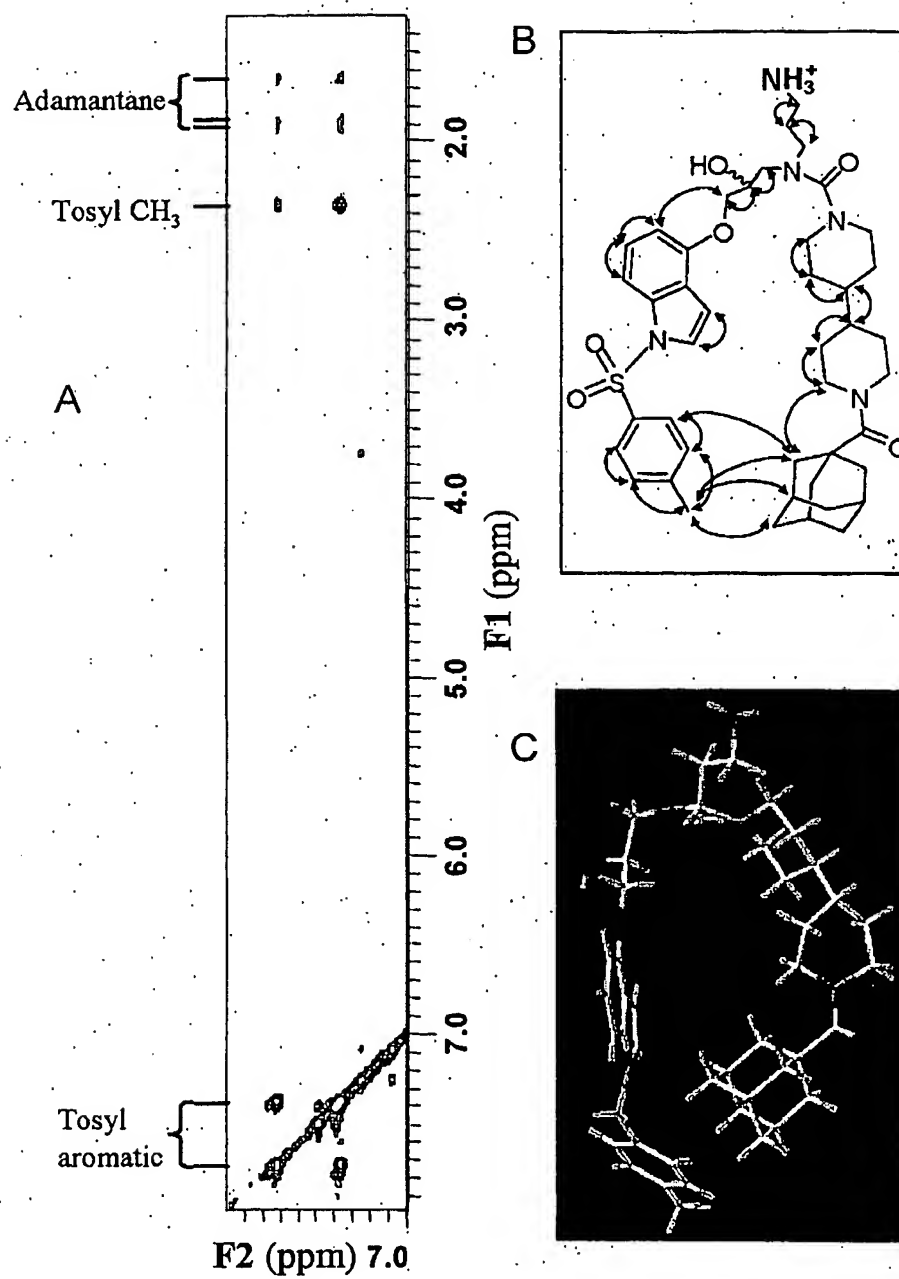 A
Adamantane
Tosyl CH3
Tosyl
aromatic
2.0
3.0
4.0
5.0
6.0
7.0
F1 (ppm)
F2 (ppm) 7.0
B
NH3+
HO
N
O
O
N
N
O
S
O
N
O
C